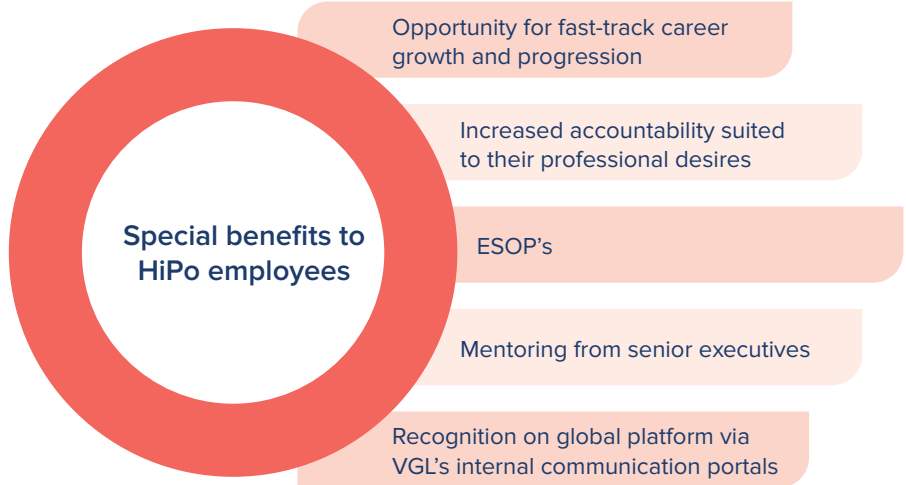 Opportunity for fast-track career
growth and progression
Increased accountability suited
to their professional desires
Special benefits to
HiPo employees
ESOP's
Mentoring from senior executives
Recognition on global platform via
VGL's internal communication portals